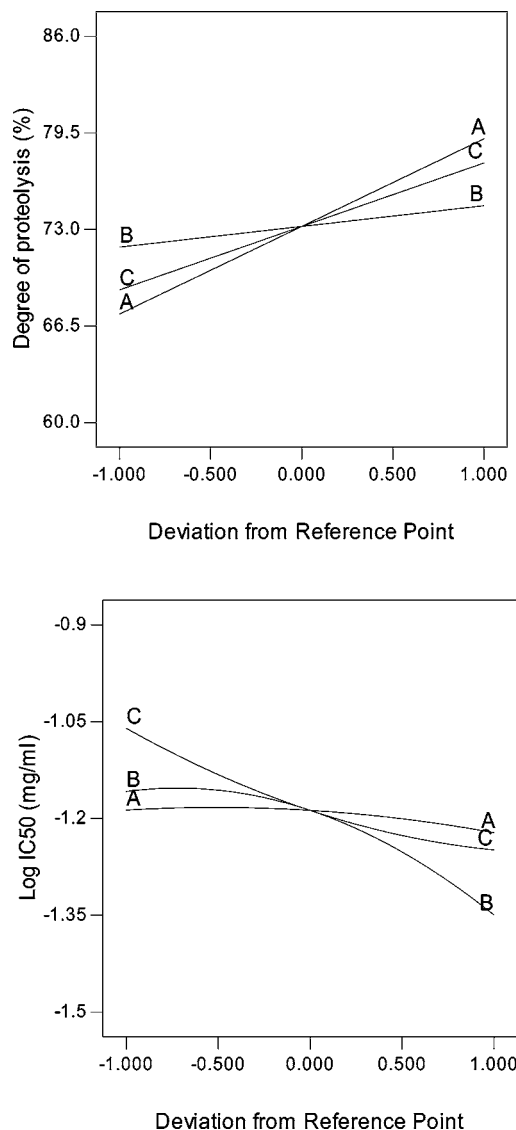 86.0
79.5
73.0
66.5
60.0
Degree of proteolysis (%)
A
C
B
B
C
A
-1.000 -0.500 0.000 0.500 1.000
Deviation from Reference Point
-0.9
-1.05
-1.2
-1.35
-1.5
Log IC50 (mg/ml)
C
B
A
A
C
B
-1.000 -0.500 0.000 0.500 1.000
Deviation from Reference Point